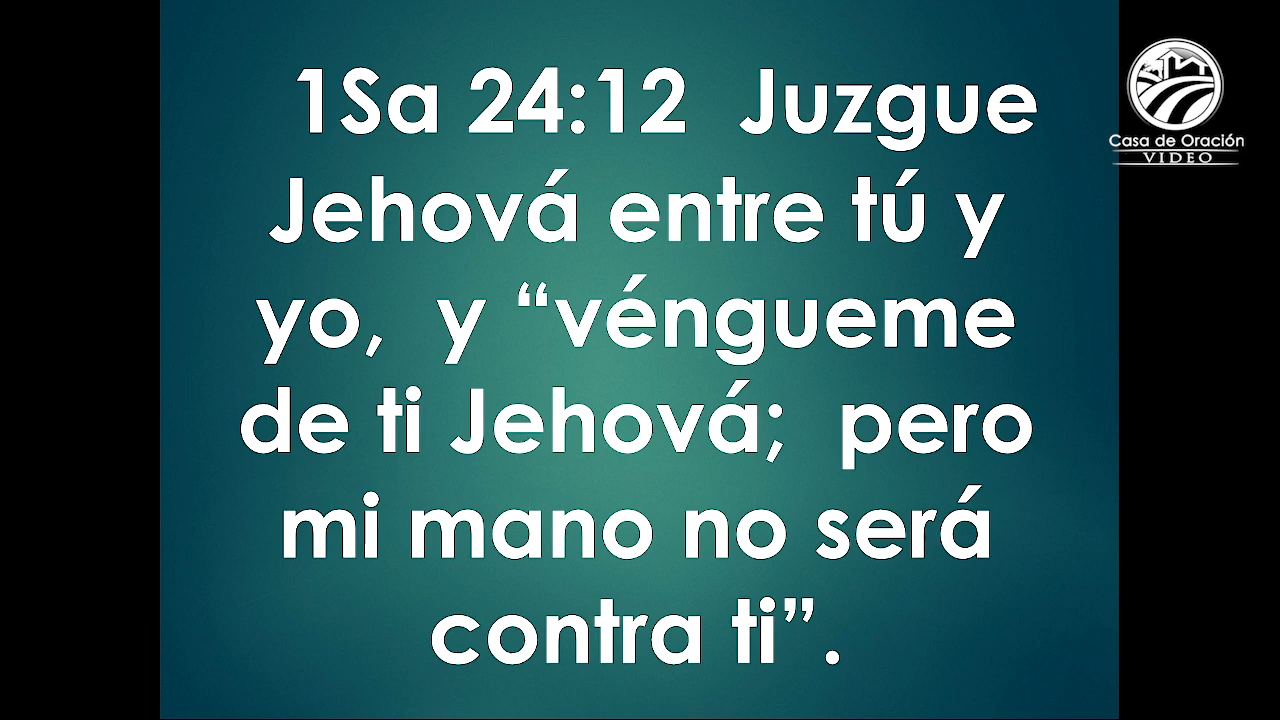 1Sa 24:12  Juzgue
Jehová entre tú y
yo,  y “véngueme
de ti Jehová;  pero
mi mano no será
contra ti”.
Casa de Oración
VIDEO